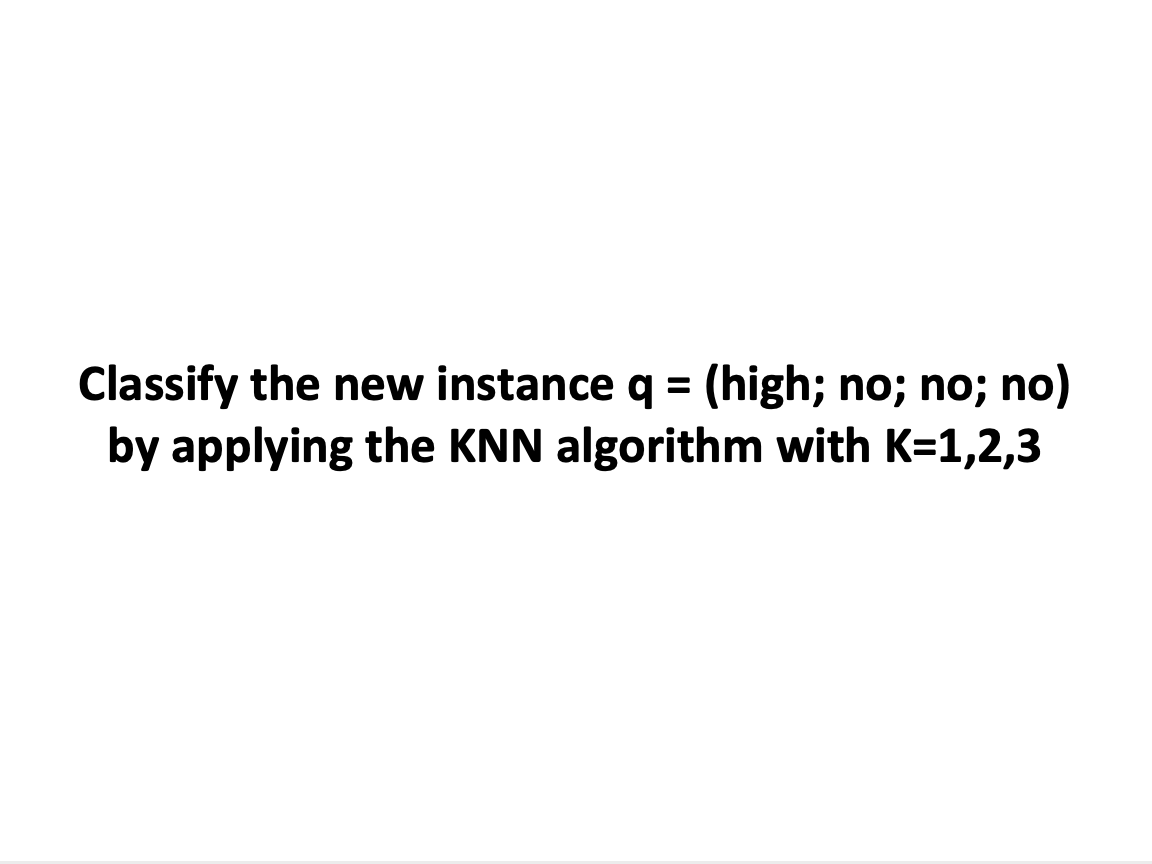 Classify the new instance q = (high; no; no; no)
by applying the KNN algorithm with K=1,2,3